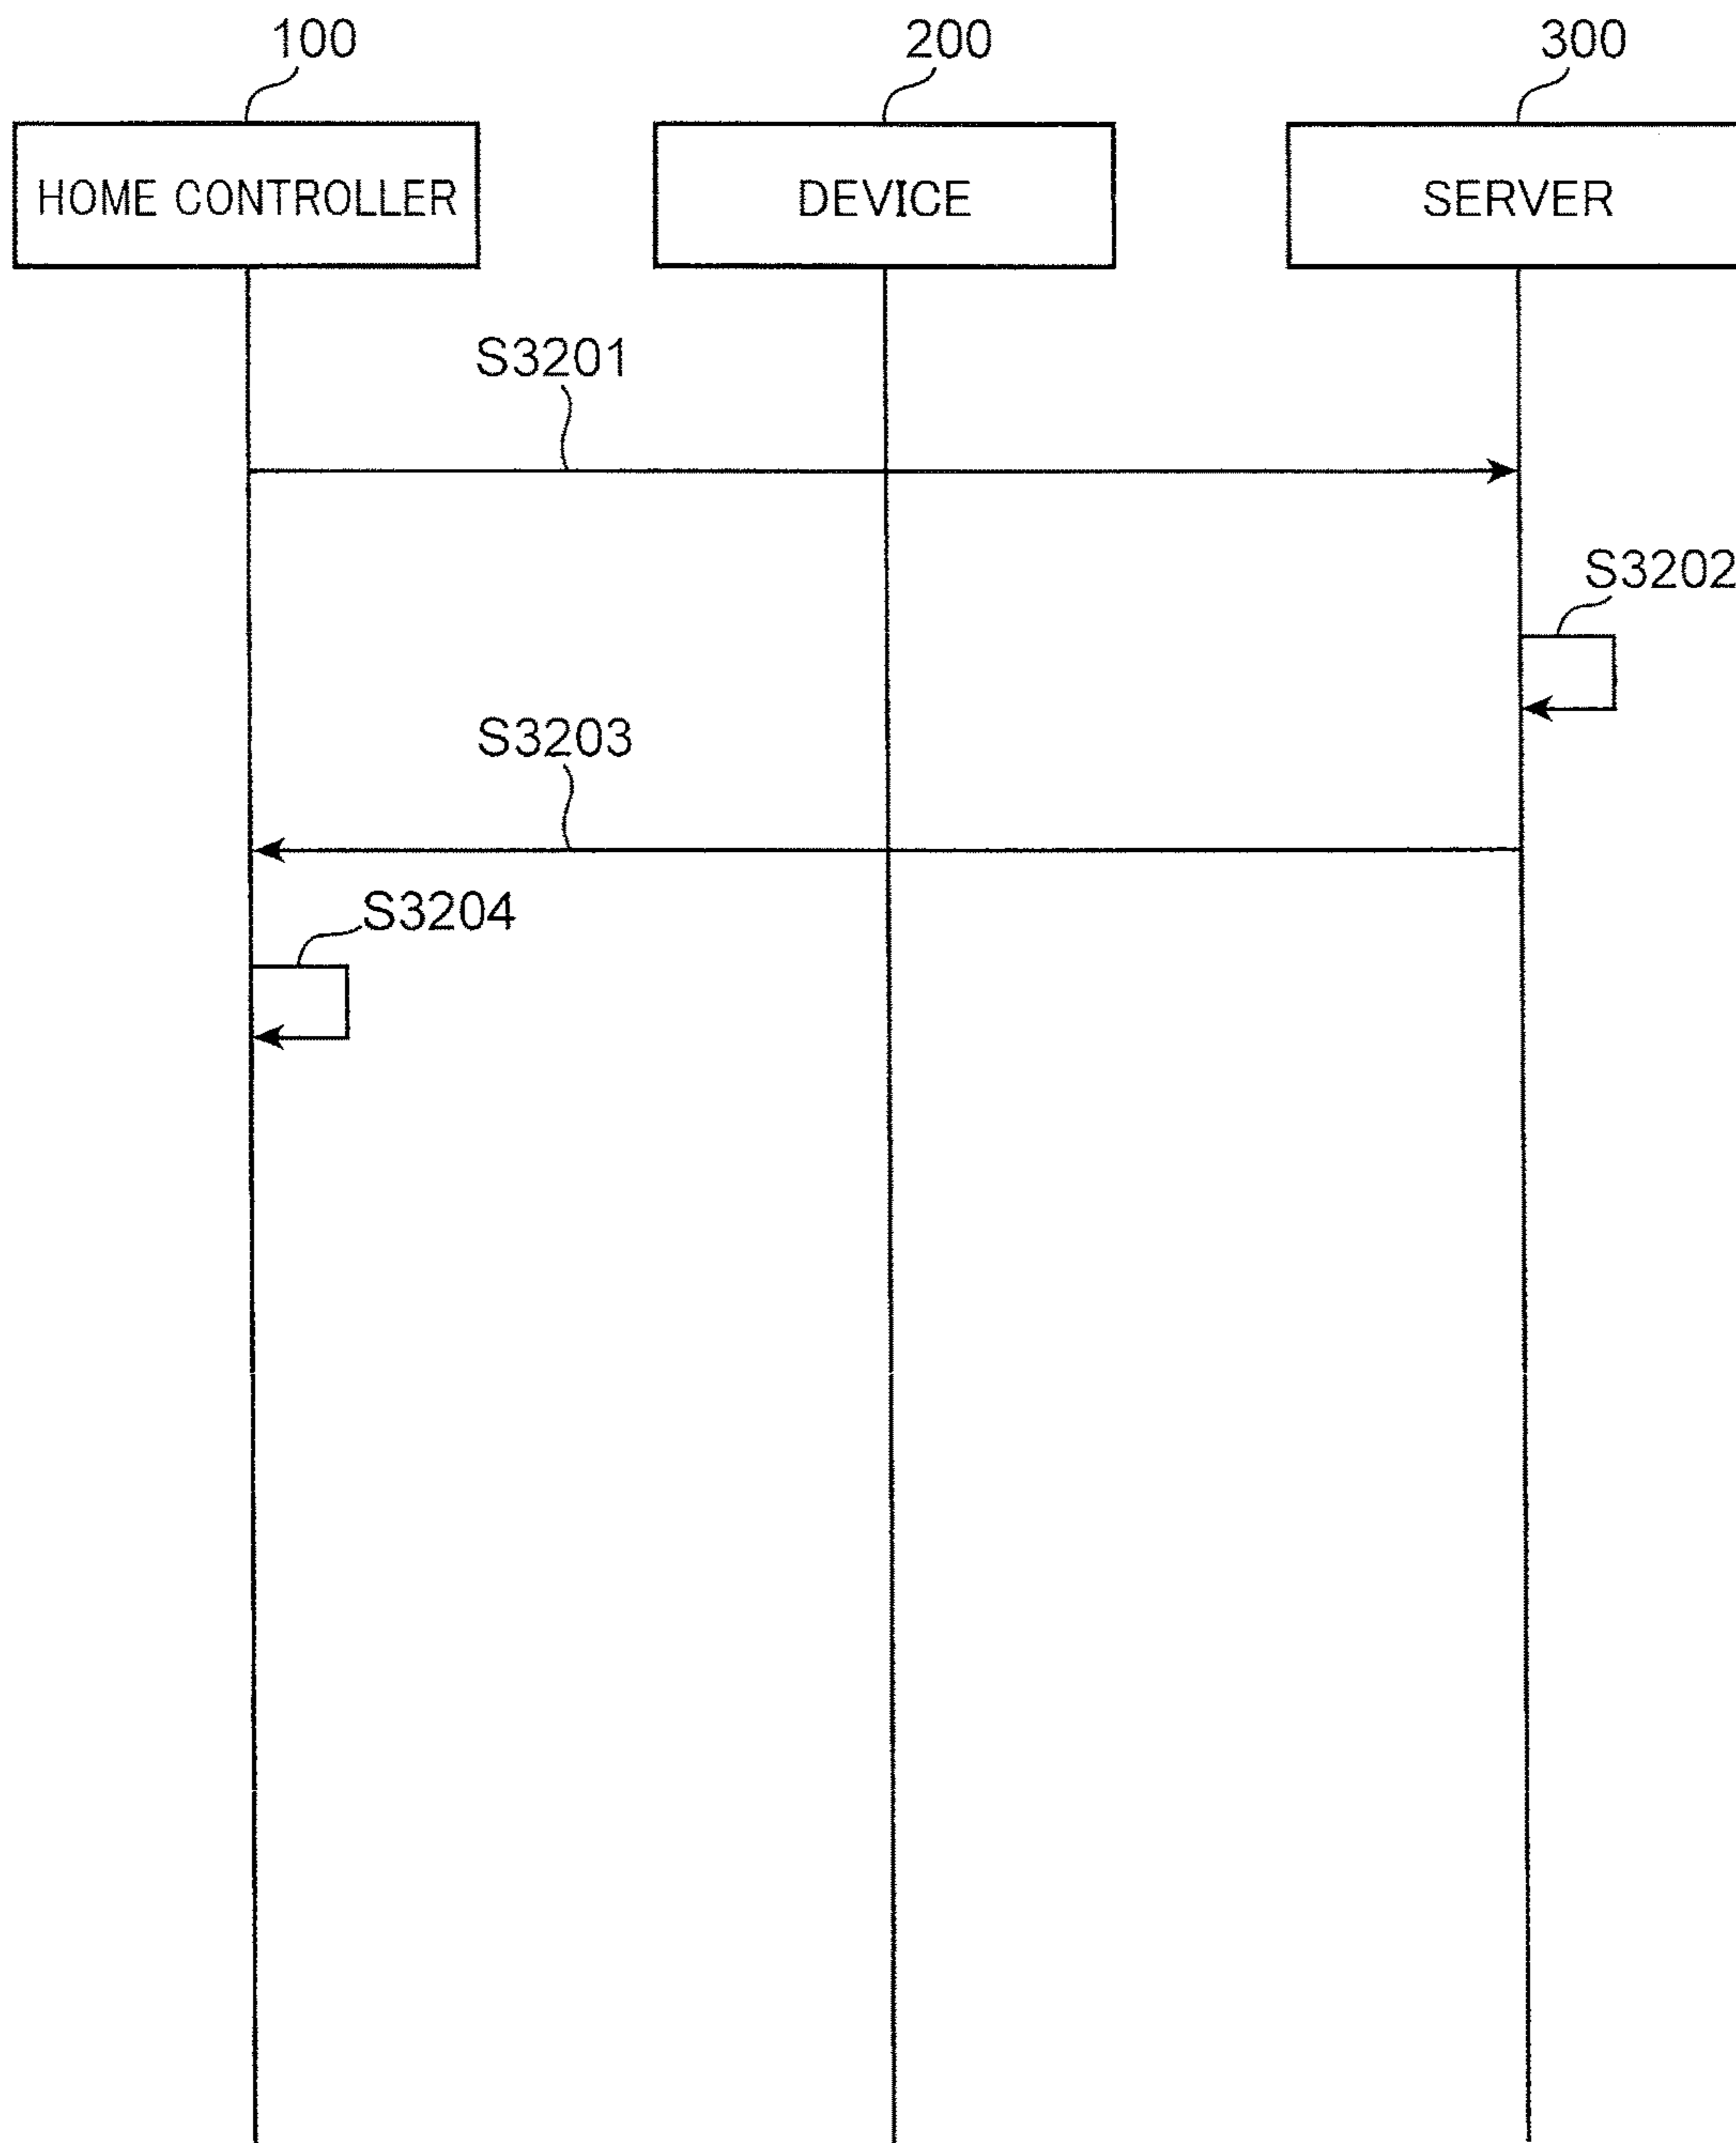 100 200 300
HOME CONTROLLER DEVICE SERVER
S3201
S3202
S3203
S3204